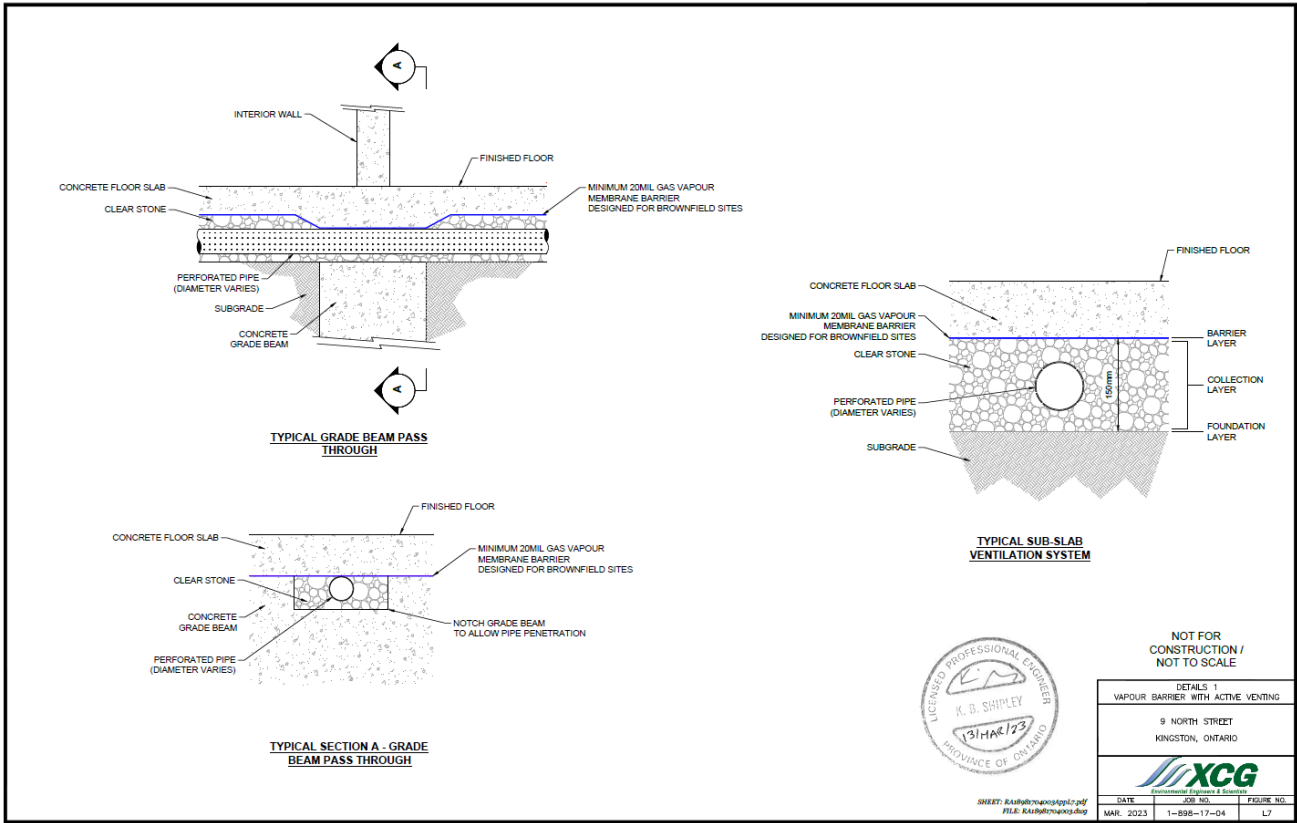 A
INTERIOR WALL
FINISHED FLOOR
CONCRETE FLOOR SLAB
MINIMUM 20MIL GAS VAPOUR
MEMBRANE BARRIER
DESIGNED FOR BROWNFIELD SITES
CLEAR STONE
PERFORATED PIPE
(DIAMETER VARIES)
SUBGRADE
CONCRETE
GRADE BEAM
A
TYPICAL GRADE BEAM PASS
THROUGH
FINISHED FLOOR
CONCRETE FLOOR SLAB
MINIMUM 20MIL GAS VAPOUR
MEMBRANE BARRIER
DESIGNED FOR BROWNFIELD SITES
BARRIER
LAYER
CLEAR STONE
150mm
COLLECTION
LAYER
PERFORATED PIPE
(DIAMETER VARIES)
FOUNDATION
LAYER
SUBGRADE
TYPICAL SUB-SLAB
VENTILATION SYSTEM
FINISHED FLOOR
CONCRETE FLOOR SLAB
MINIMUM 20MIL GAS VAPOUR
MEMBRANE BARRIER
DESIGNED FOR BROWNFIELD SITES
CLEAR STONE
CONCRETE
GRADE BEAM
NOTCH GRADE BEAM
TO ALLOW PIPE PENETRATION
PERFORATED PIPE
(DIAMETER VARIES)
TYPICAL SECTION A - GRADE
BEAM PASS THROUGH
LICENSED PROFESSIONAL ENGINEER
K. B. SHIPLEY
13/MAR/23
PROVINCE OF ONTARIO
NOT FOR
CONSTRUCTION /
NOT TO SCALE
DETAILS 1
VAPOUR BARRIER WITH ACTIVE VENTING
9 NORTH STREET
KINGSTON, ONTARIO
XCG
Environmental Engineers & Scientists
DATE JOB NO. FIGURE NO.
MAR. 2023 1-898-17-04 L7
SHEET: RA18981704003AppL7.pdf
FILE: RA18981704003.dwg